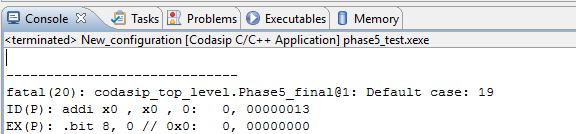 Console Tasks Problems Executables Memory
<terminated> New_configuration [Codasip C/C++ Application] phase5_test.xexe
-----------------------------
fatal(20): codasip_top_level.Phase5_final@1: Default case: 19
ID(P): addi x0 , x0 , 0:   0, 00000013
EX(P): .bit 8, 0 // 0x0:   0, 00000000